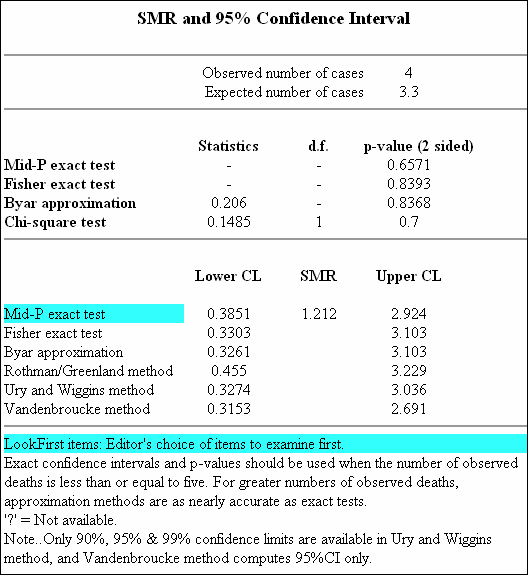 SMR and 95% Confidence Interval
Observed number of cases 4
Expected number of cases 3.3
Statistics d.f. p-value (2 sided)
Mid-P exact test - - 0.6571
Fisher exact test - - 0.8393
Byar approximation 0.206 - 0.8368
Chi-square test 0.1485 1 0.7
Lower CL SMR Upper CL
Mid-P exact test 0.3851 1.212 2.924
Fisher exact test 0.3303 3.103
Byar approximation 0.3261 3.103
Rothman/Greenland method 0.455 3.229
Ury and Wiggins method 0.3274 3.036
Vandenbroucke method 0.3153 2.691
LookFirst items: Editor's choice of items to examine first.
Exact confidence intervals and p-values should be used when the number of observed
deaths is less than or equal to five. For greater numbers of observed deaths,
approximation methods are as nearly accurate as exact tests.
'?' = Not available.
Note..Only 90%, 95% & 99% confidence limits are available in Ury and Wiggins
method, and Vandenbroucke method computes 95%CI only.